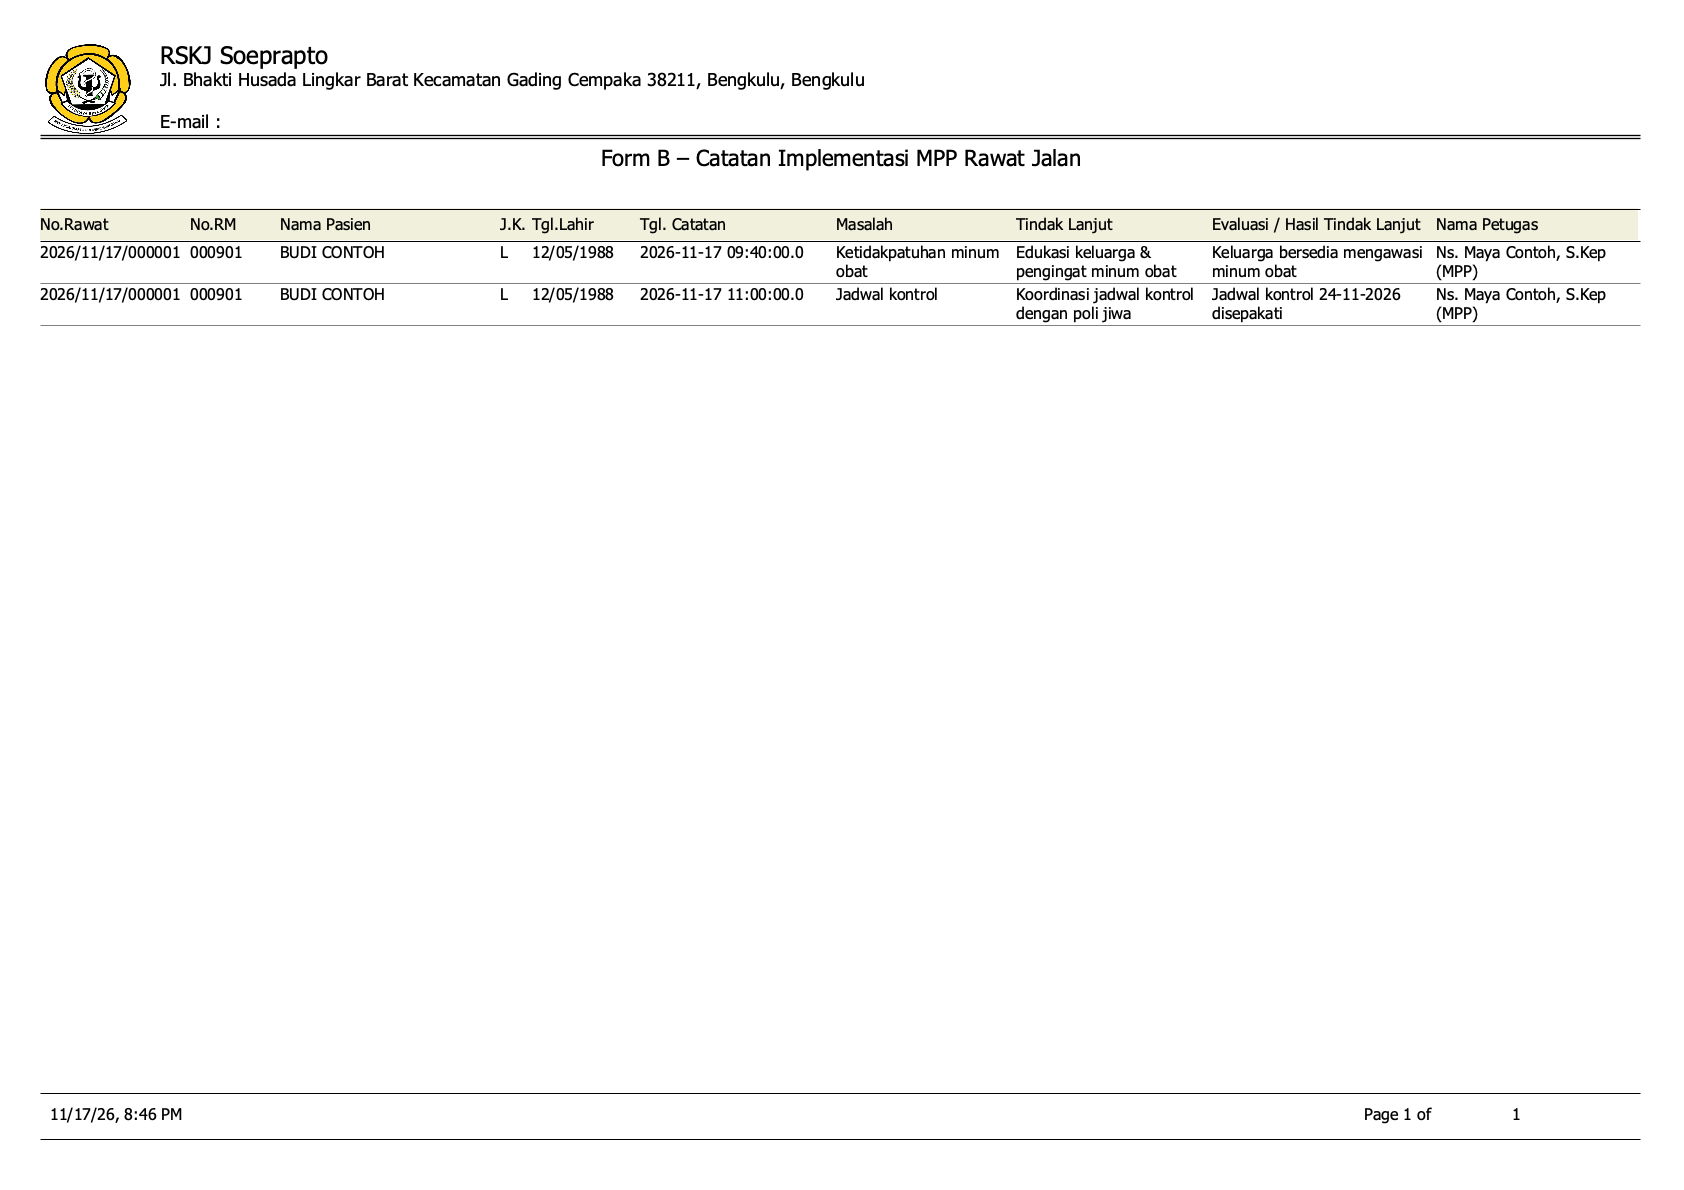 RSKJ Soeprapto
Jl. Bhakti Husada Lingkar Barat Kecamatan Gading Cempaka 38211, Bengkulu, Bengkulu
E-mail :
Form B – Catatan Implementasi MPP Rawat Jalan
No.Rawat No.RM Nama Pasien J.K. Tgl.Lahir Tgl. Catatan Masalah Tindak Lanjut Evaluasi / Hasil Tindak Lanjut Nama Petugas
2026/11/17/000001 000901 BUDI CONTOH L 12/05/1988 2026-11-17 09:40:00.0 Ketidakpatuhan minum Edukasi keluarga & Keluarga bersedia mengawasi Ns. Maya Contoh, S.Kep
obat pengingat minum obat minum obat (MPP)
2026/11/17/000001 000901 BUDI CONTOH L 12/05/1988 2026-11-17 11:00:00.0 Jadwal kontrol Koordinasi jadwal kontrol Jadwal kontrol 24-11-2026 Ns. Maya Contoh, S.Kep
dengan poli jiwa disepakati (MPP)
11/17/26, 8:46 PM Page 1 of 1